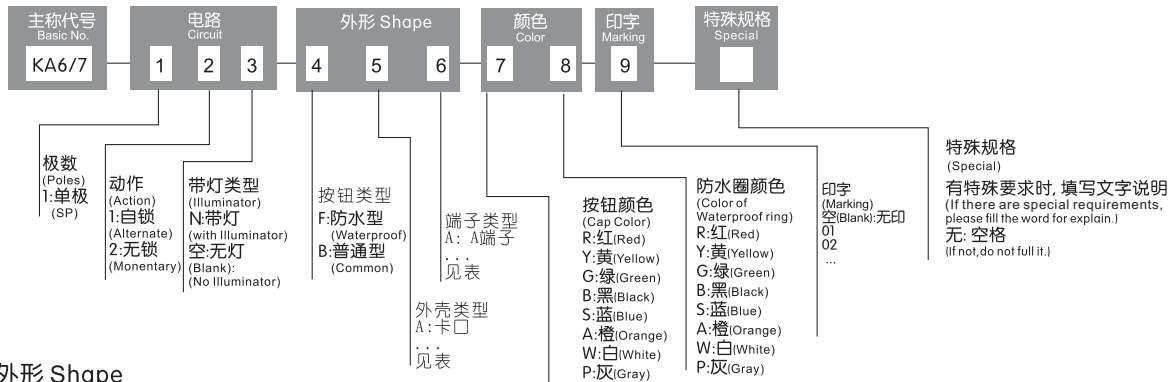 主称代号
Basic No.
电路
Circuit
外形 Shape
颜色
Color
印字
Marking
特殊规格
Special
KA6/7
1
2
3
4
5
6
7
8
9
极数
(Poles)
1:单极
(SP)
动作
(Action)
1:自锁
(Alternate)
2:无锁
(Monentary)
带灯类型
(Illuminator)
N:带灯
(with Illuminator)
空:无灯
(Blank):
(No Illuminator)
按钮类型
F:防水型
(Waterproof)
B:普通型
(Common)
外壳类型
A:卡口
...
见表
端子类型
A: A端子
...
见表
按钮颜色
(Cap Color)
R:红(Red)
Y:黄(Yellow)
G:绿(Green)
B:黑(Black)
S:蓝(Blue)
A:橙(Orange)
W:白(White)
P:灰(Gray)
防水圈颜色
(Color of
Waterproof ring)
R:红(Red)
Y:黄(Yellow)
G:绿(Green)
B:黑(Black)
S:蓝(Blue)
A:橙(Orange)
W:白(White)
P:灰(Gray)
印字
(Marking)
空(Blank):无印
01
02
...
特殊规格
(Special)
有特殊要求时, 填写文字说明
(If there are special requirements,
please fill the word for explain.)
无: 空格
(If not,do not full it.)
外形 Shape